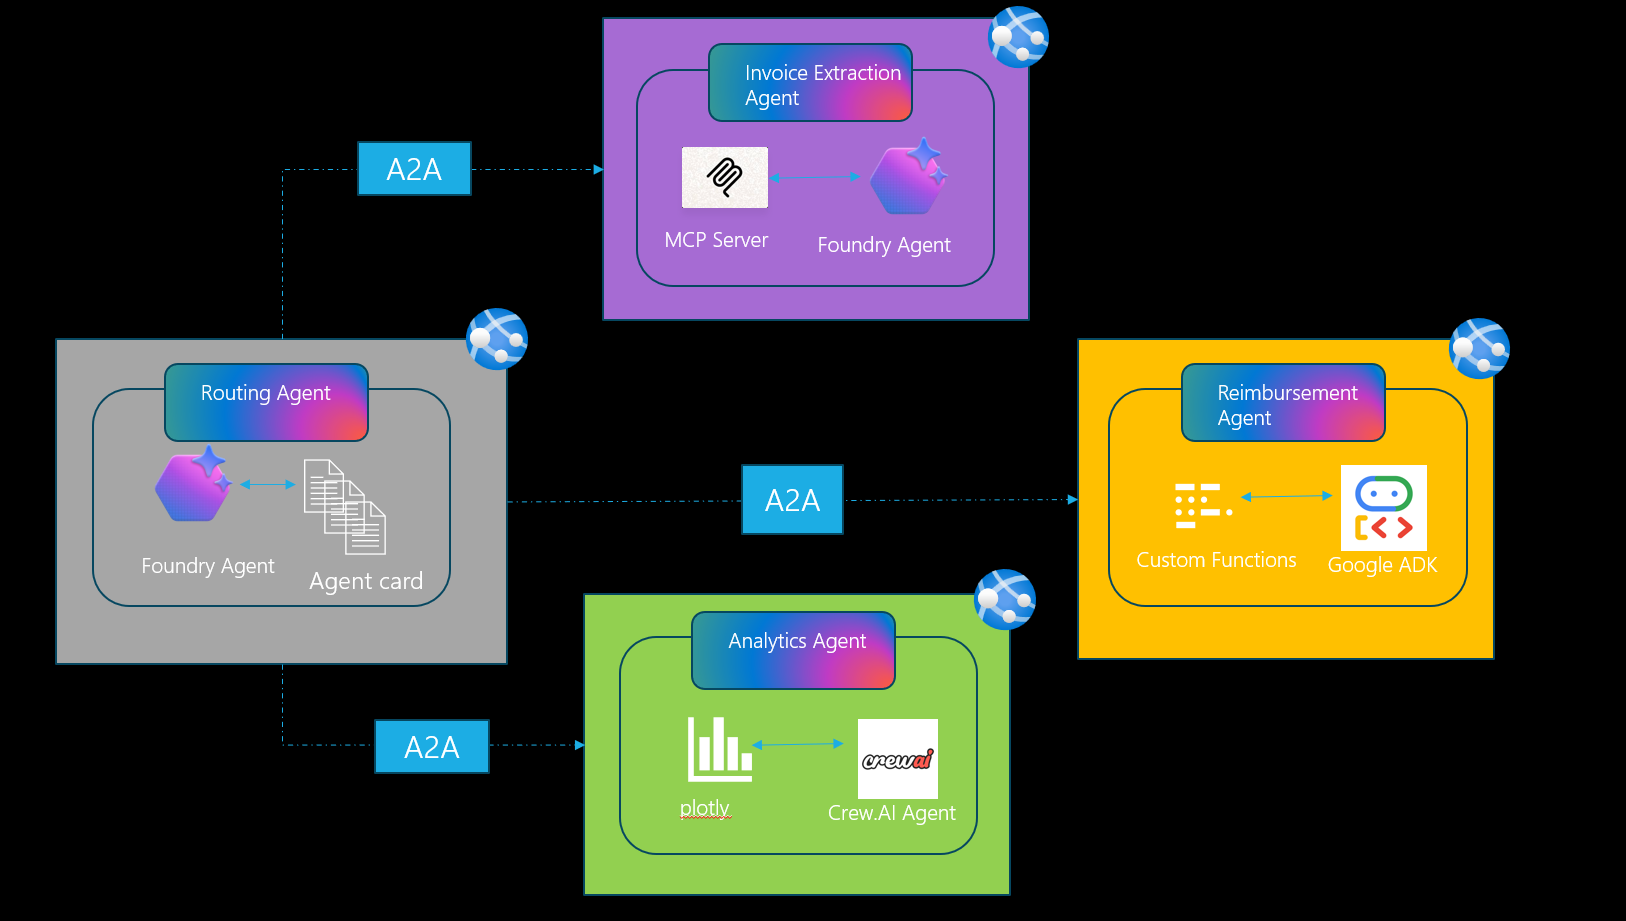 Invoice Extraction
Agent
A2A
MCP Server
Foundry Agent
Routing Agent
Foundry Agent
Agent card
A2A
Reimbursement
Agent
Custom Functions
Google ADK
A2A
Analytics Agent
plotly
crewai
Crew.AI Agent